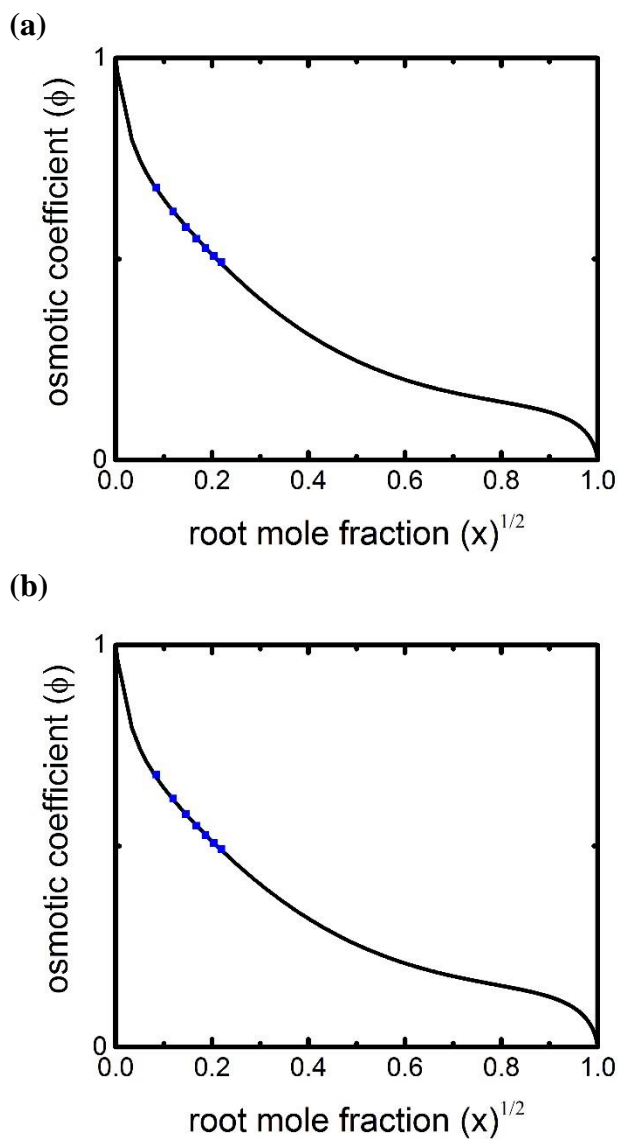 (a)
1
osmotic coefficient (ϕ)
0
0.0 0.2 0.4 0.6 0.8 1.0
root mole fraction (x)^{1/2}
(b)
1
osmotic coefficient (ϕ)
0
0.0 0.2 0.4 0.6 0.8 1.0
root mole fraction (x)^{1/2}